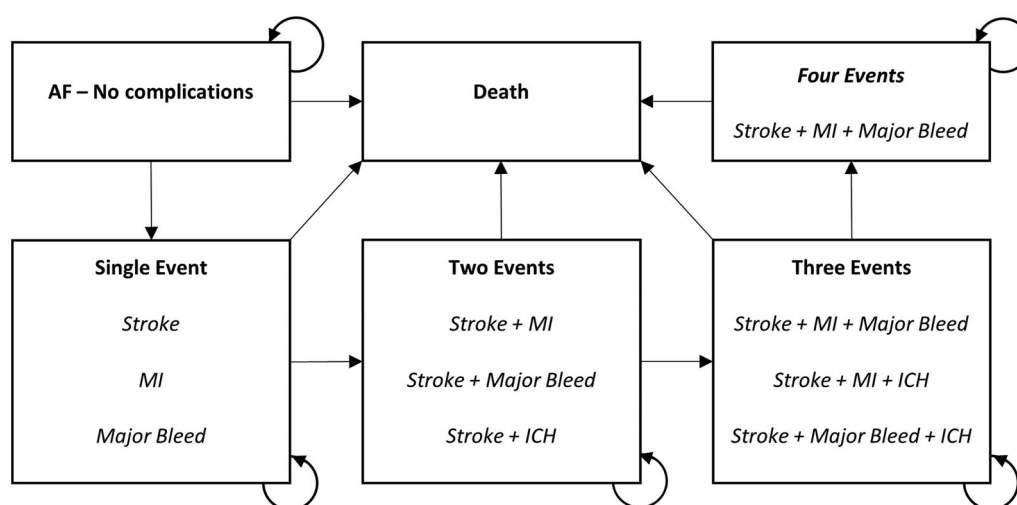 AF – No complications
Death
Four Events
Stroke + MI + Major Bleed
Single Event
Stroke
MI
Major Bleed
Two Events
Stroke + MI
Stroke + Major Bleed
Stroke + ICH
Three Events
Stroke + MI + Major Bleed
Stroke + MI + ICH
Stroke + Major Bleed + ICH